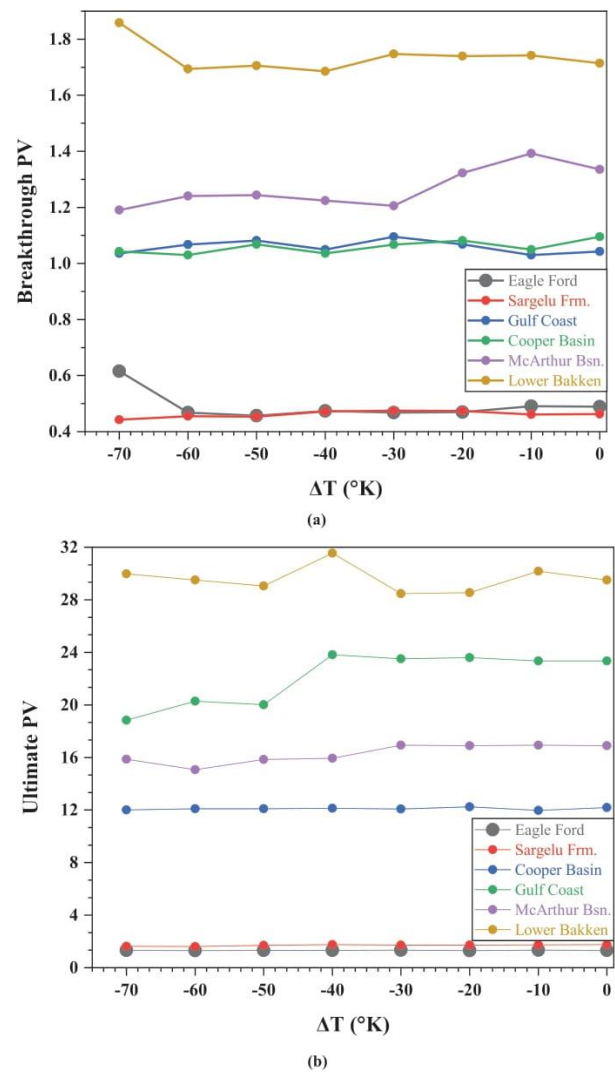 1.8
1.6
1.4
1.2
1.0
0.8
0.6
0.4
Breakthrough PV
Eagle Ford
Sargelu Frm.
Gulf Coast
Cooper Basin
McArthur Bsn.
Lower Bakken
-70 -60 -50 -40 -30 -20 -10 0
ΔT (°K)
(a)
32
28
24
20
16
12
8
4
0
Ultimate PV
Eagle Ford
Sargelu Frm.
Cooper Basin
Gulf Coast
McArthur Bsn.
Lower Bakken
-70 -60 -50 -40 -30 -20 -10 0
ΔT (°K)
(b)